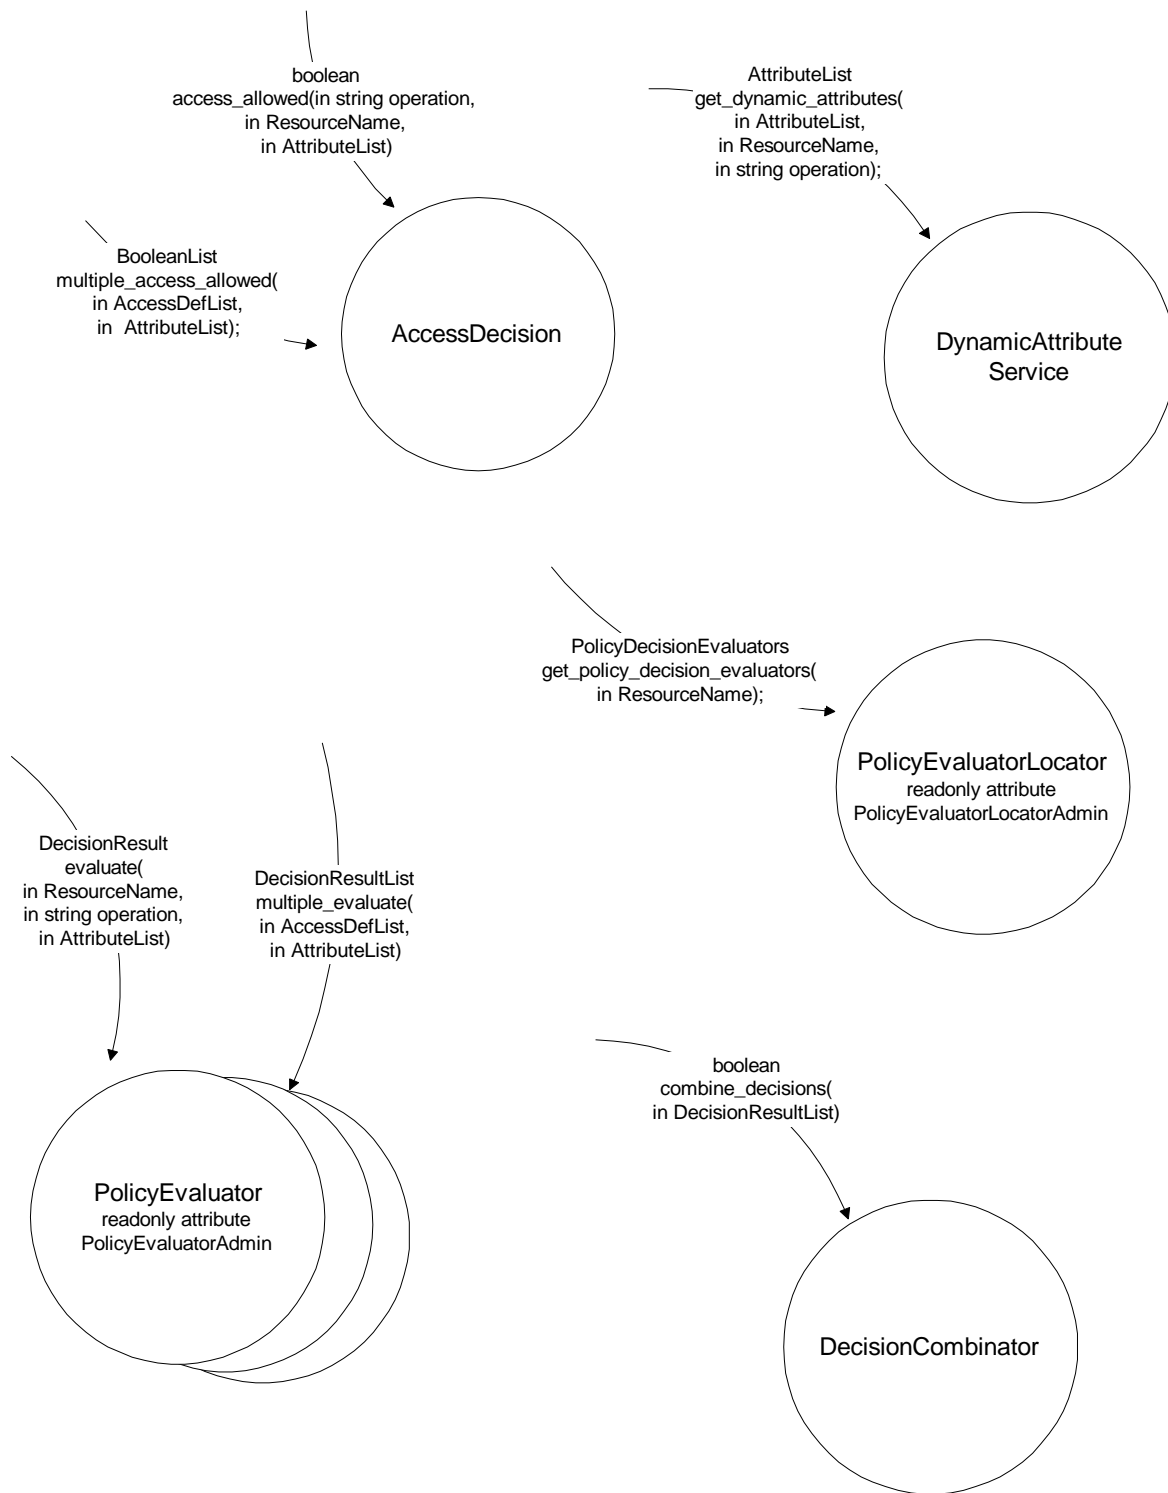 boolean
access_allowed(in string operation,
in ResourceName,
in AttributeList)
AttributeList
get_dynamic_attributes(
in AttributeList,
in ResourceName,
in string operation);
BooleanList
multiple_access_allowed(
in AccessDefList,
in AttributeList);
AccessDecision
DynamicAttribute
Service
PolicyDecisionEvaluators
get_policy_decision_evaluators(
in ResourceName);
PolicyEvaluatorLocator
readonly attribute
PolicyEvaluatorLocatorAdmin
DecisionResult
evaluate(
in ResourceName,
in string operation,
in AttributeList)
DecisionResultList
multiple_evaluate(
in AccessDefList,
in AttributeList)
boolean
combine_decisions(
in DecisionResultList)
PolicyEvaluator
readonly attribute
PolicyEvaluatorAdmin
DecisionCombinator